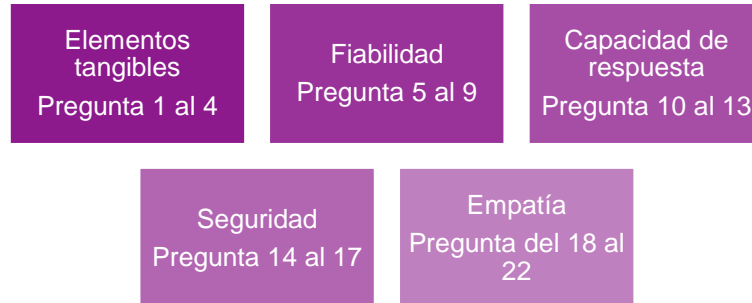 Elementos
tangibles
Pregunta 1 al 4
Fiabilidad
Pregunta 5 al 9
Capacidad de
respuesta
Pregunta 10 al 13
Seguridad
Pregunta 14 al 17
Empatía
Pregunta del 18 al
22